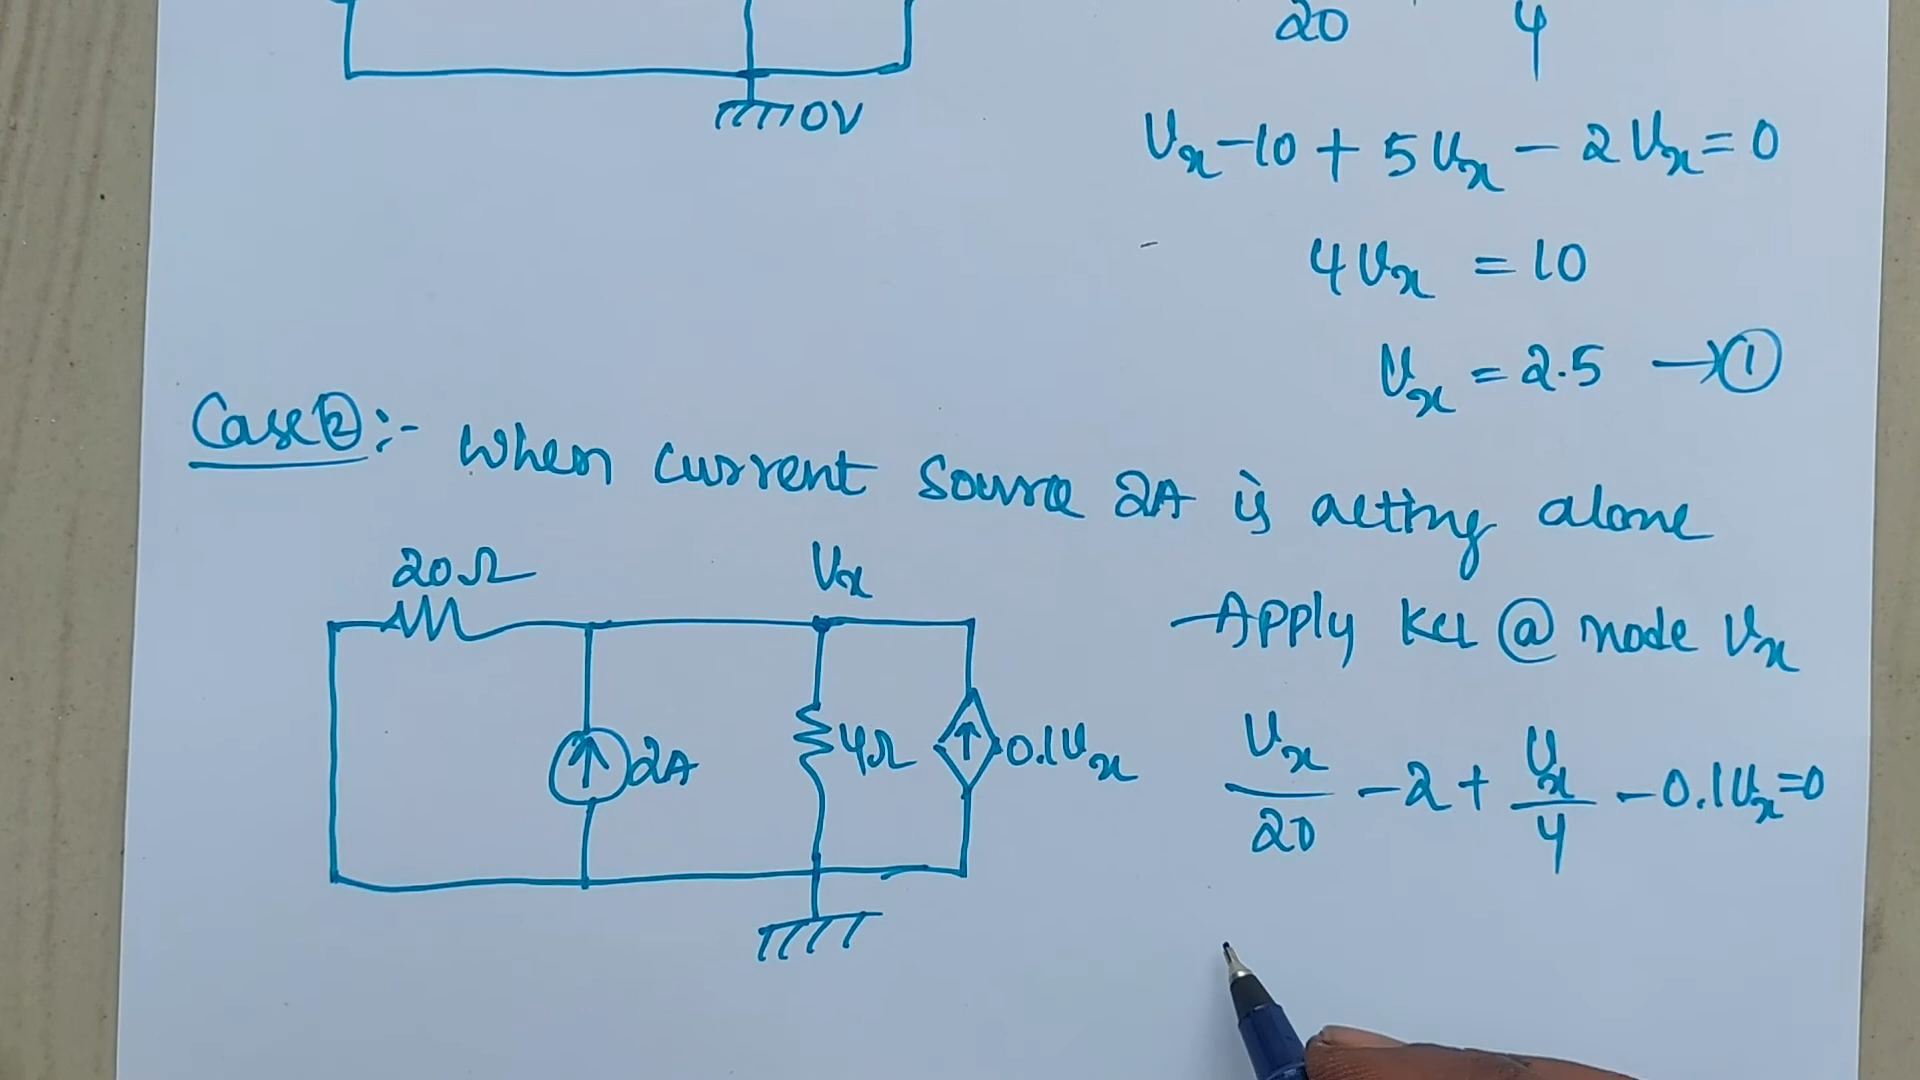 20 4
0V
Vx-10 + 5Vx - 2Vx = 0
4Vx = 10
Vx = 2.5 → ①
Case②:- When current Source 2A is acting alone
20Ω
Vx
2A
4Ω
0.1Vx
Apply KCL @ node Vx
Vx/20 - 2 + Vx/4 - 0.1Vx = 0